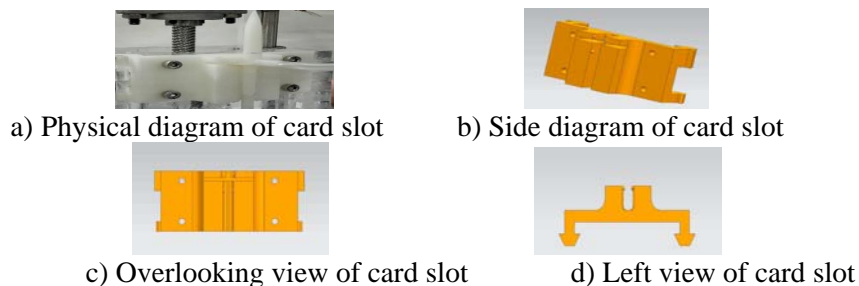 a) Physical diagram of card slot
b) Side diagram of card slot
c) Overlooking view of card slot
d) Left view of card slot